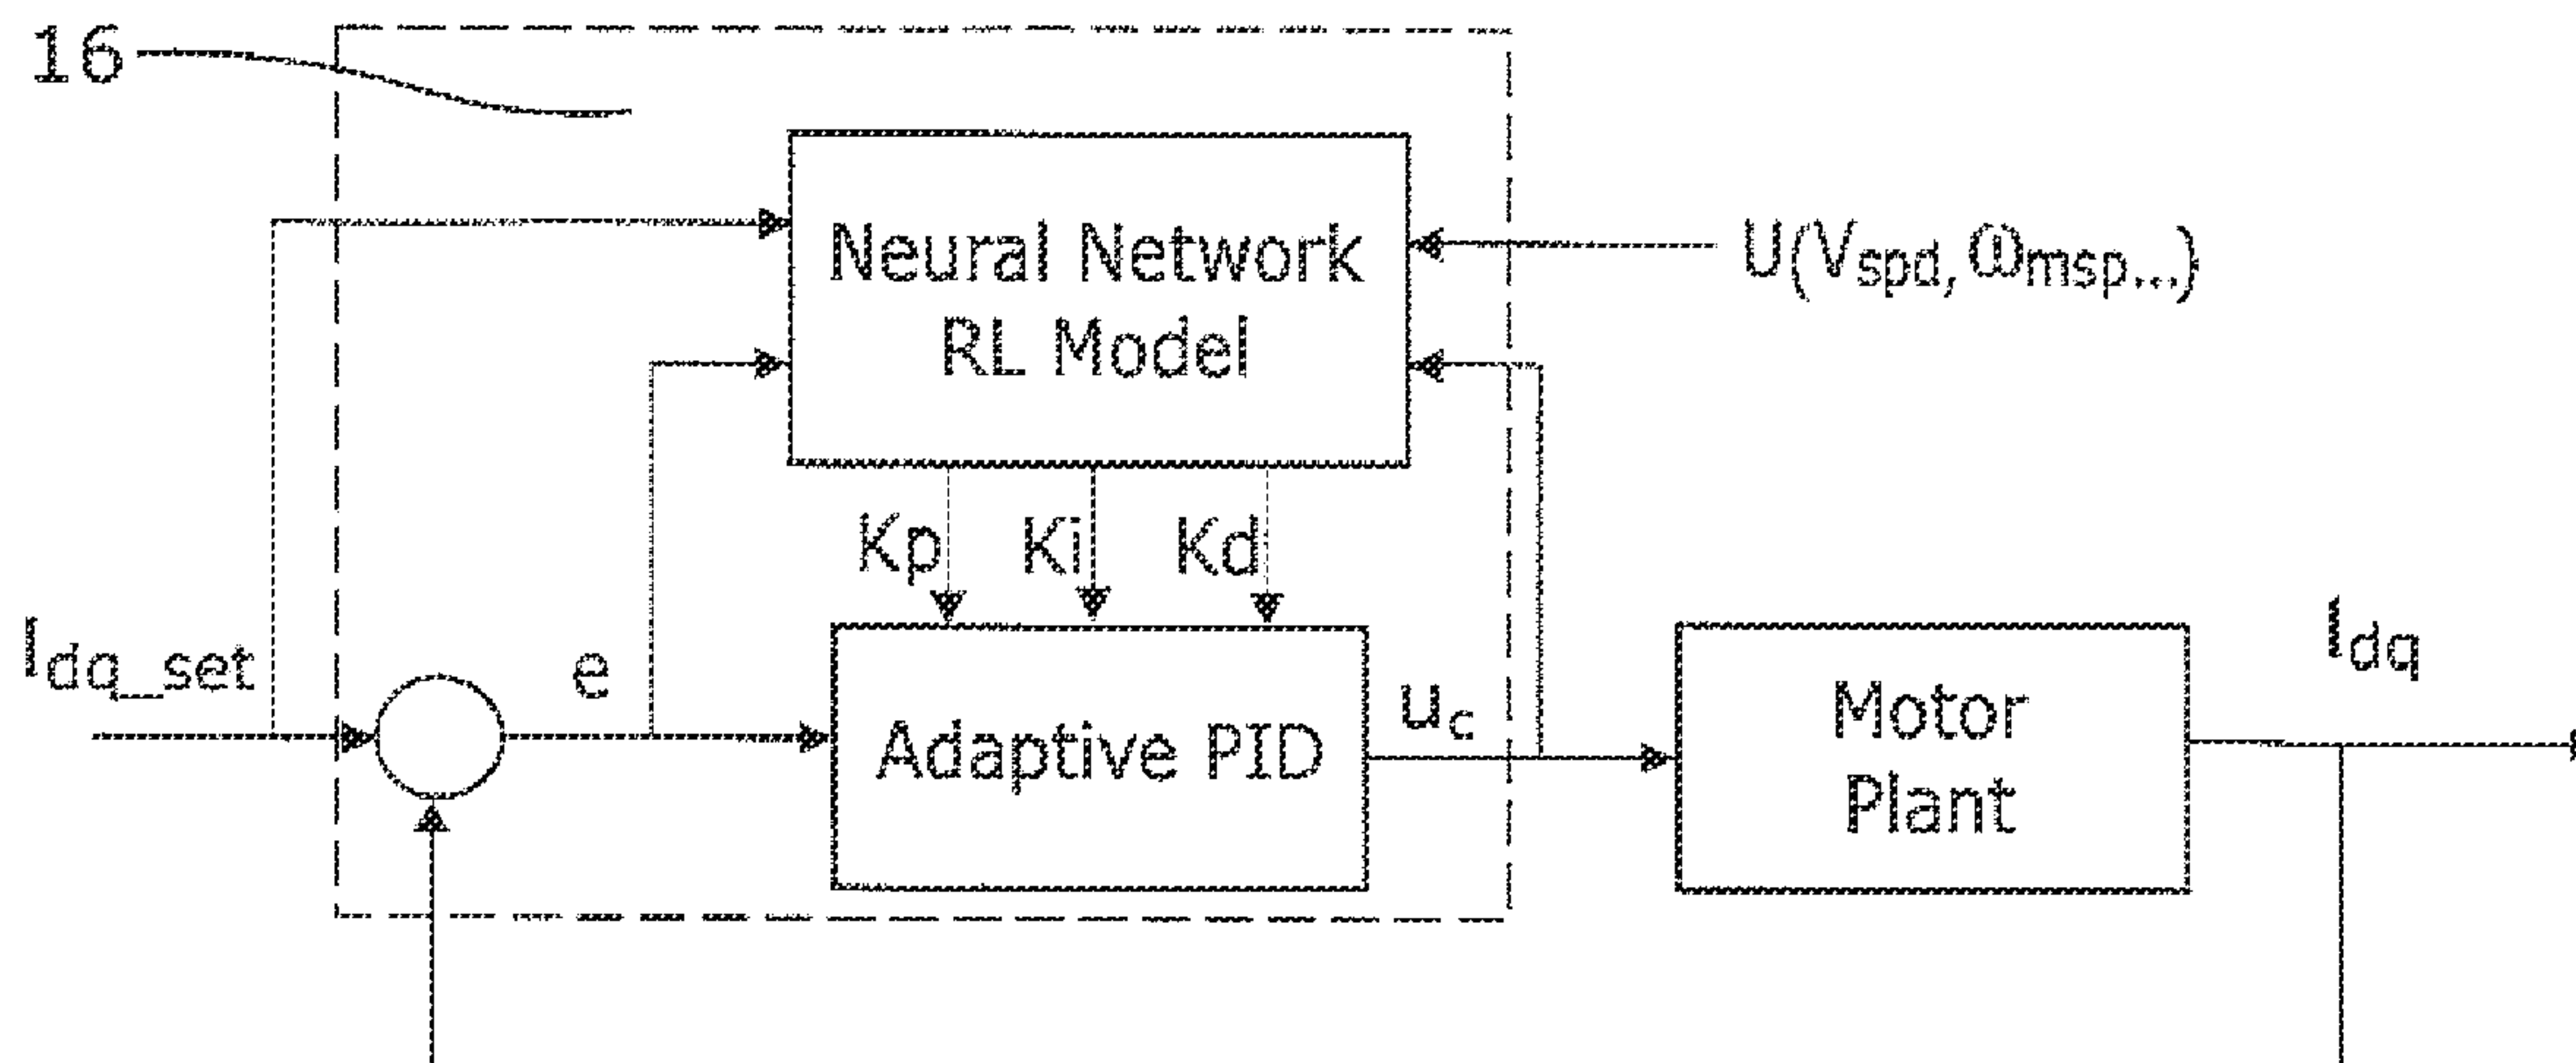 16
Neural Network
RL Model
U(Vspd, ωmsp...)
Kp Ki Kd
Idq_set
e
Adaptive PID
uc
Motor
Plant
Idq